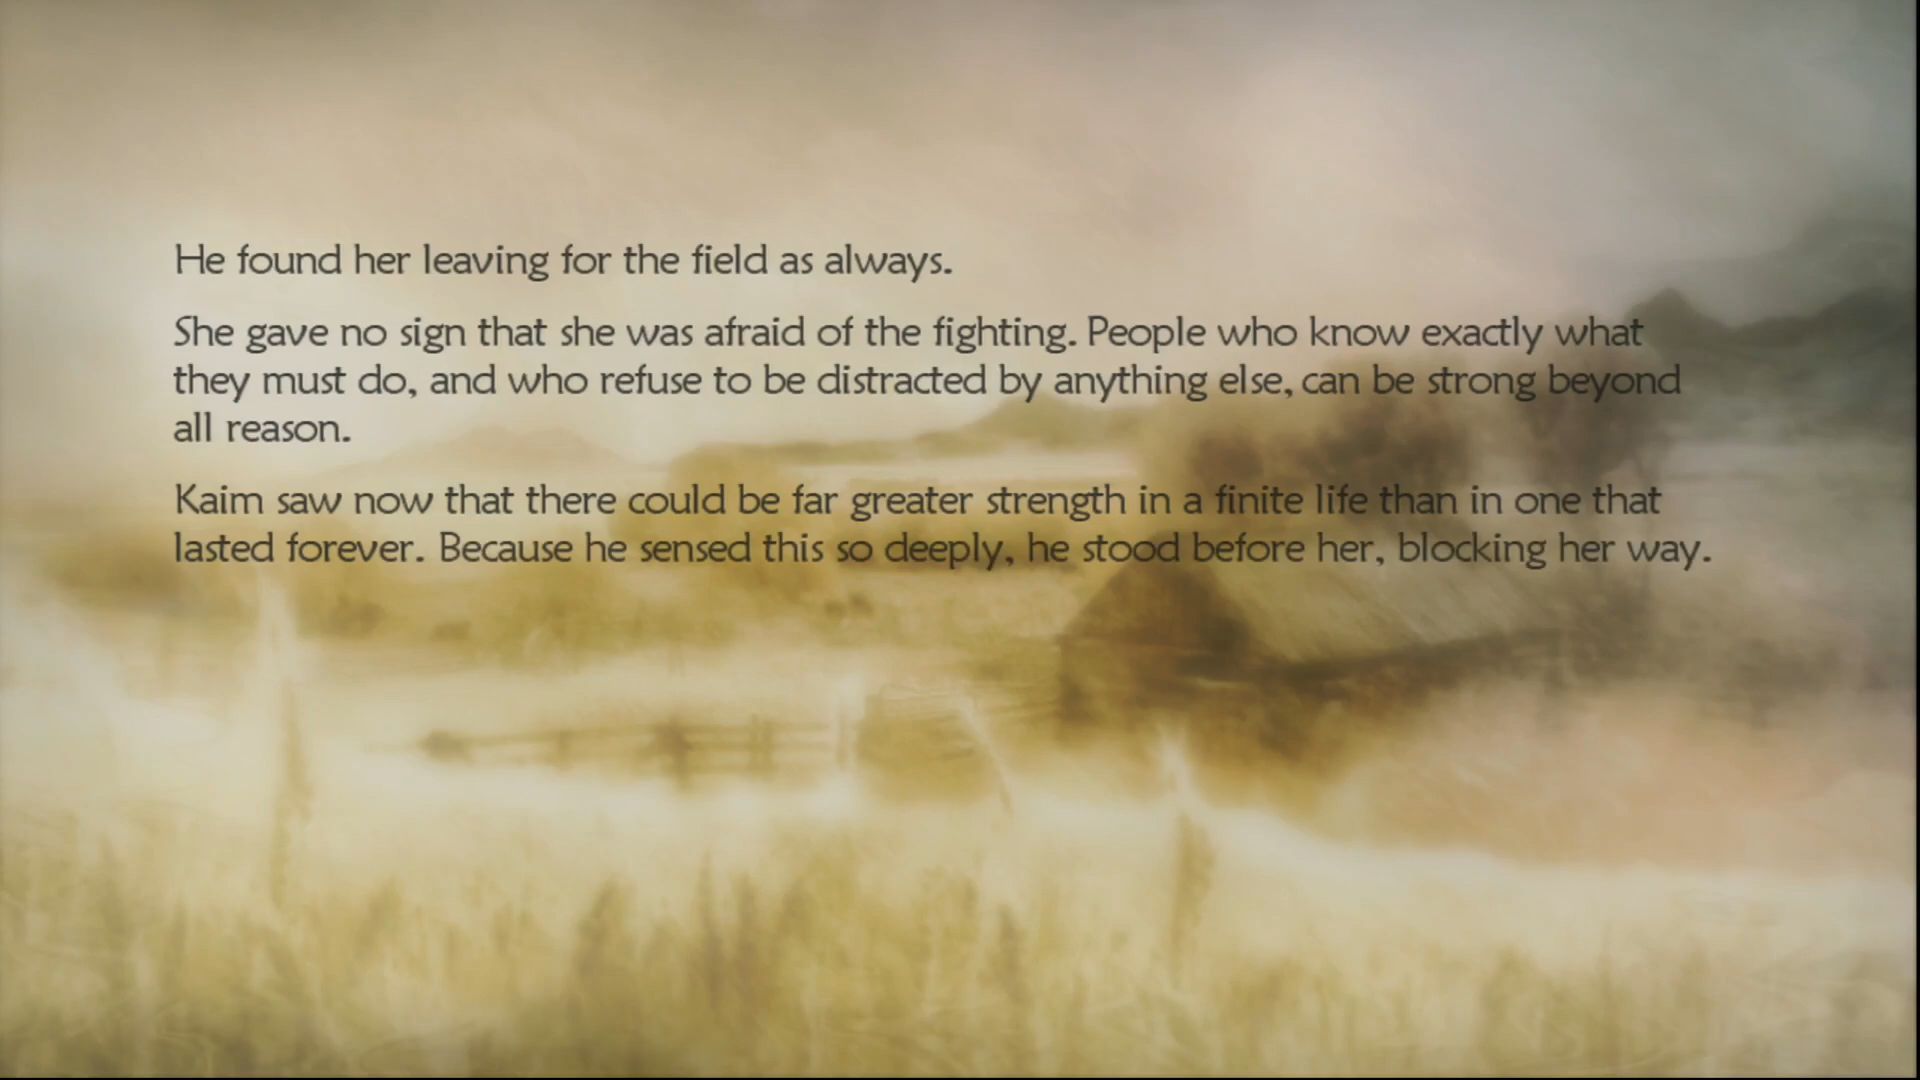 He found her leaving for the field as always.
She gave no sign that she was afraid of the fighting. People who know exactly what
they must do, and who refuse to be distracted by anything else, can be strong beyond
all reason.
Kaim saw now that there could be far greater strength in a finite life than in one that
lasted forever. Because he sensed this so deeply, he stood before her, blocking her way.